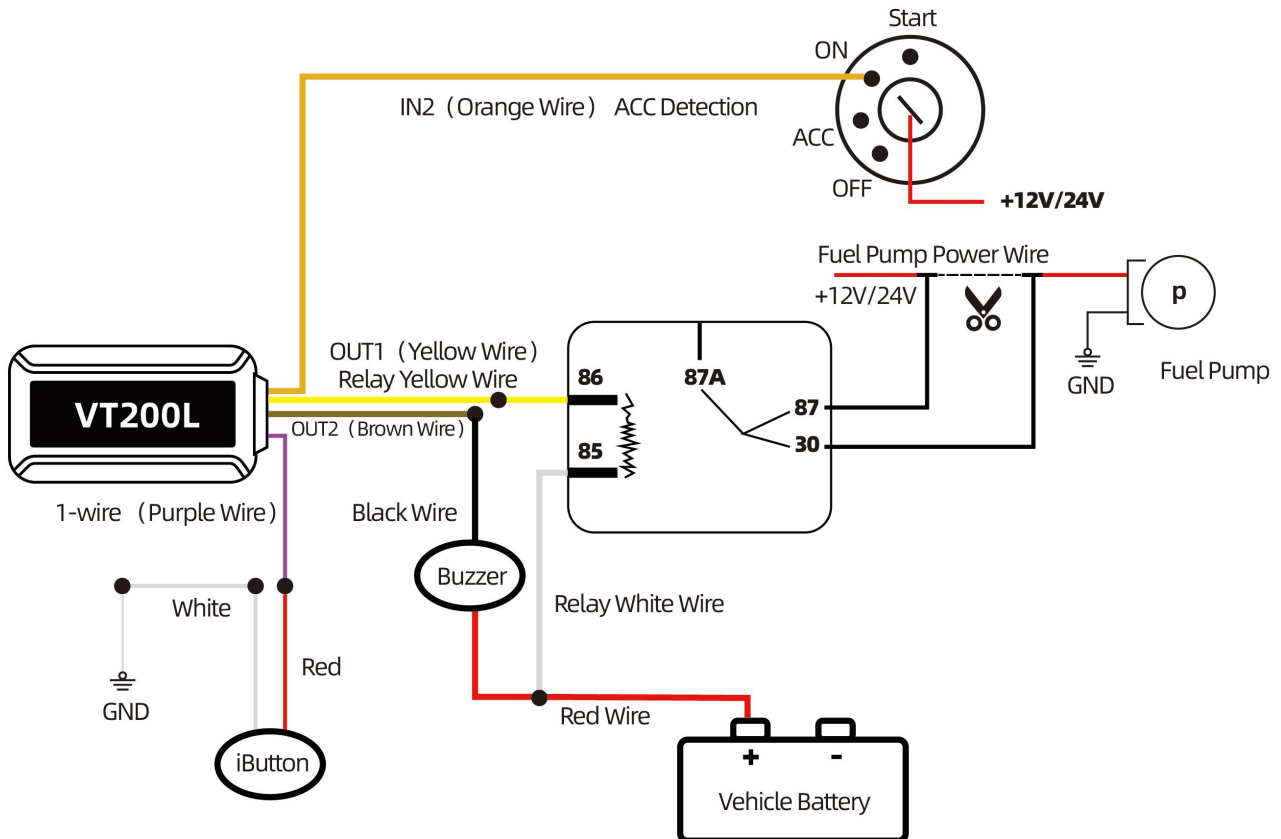 Start
ON
IN2（Orange Wire） ACC Detection
ACC
OFF
+12V/24V
Fuel Pump Power Wire
+12V/24V
p
GND
Fuel Pump
OUT1（Yellow Wire）
Relay Yellow Wire
86
87A
87
VT200L
OUT2（Brown Wire）
85
30
1-wire（Purple Wire）
Black Wire
Buzzer
White
Relay White Wire
Red
GND
Red Wire
iButton
+ -
Vehicle Battery